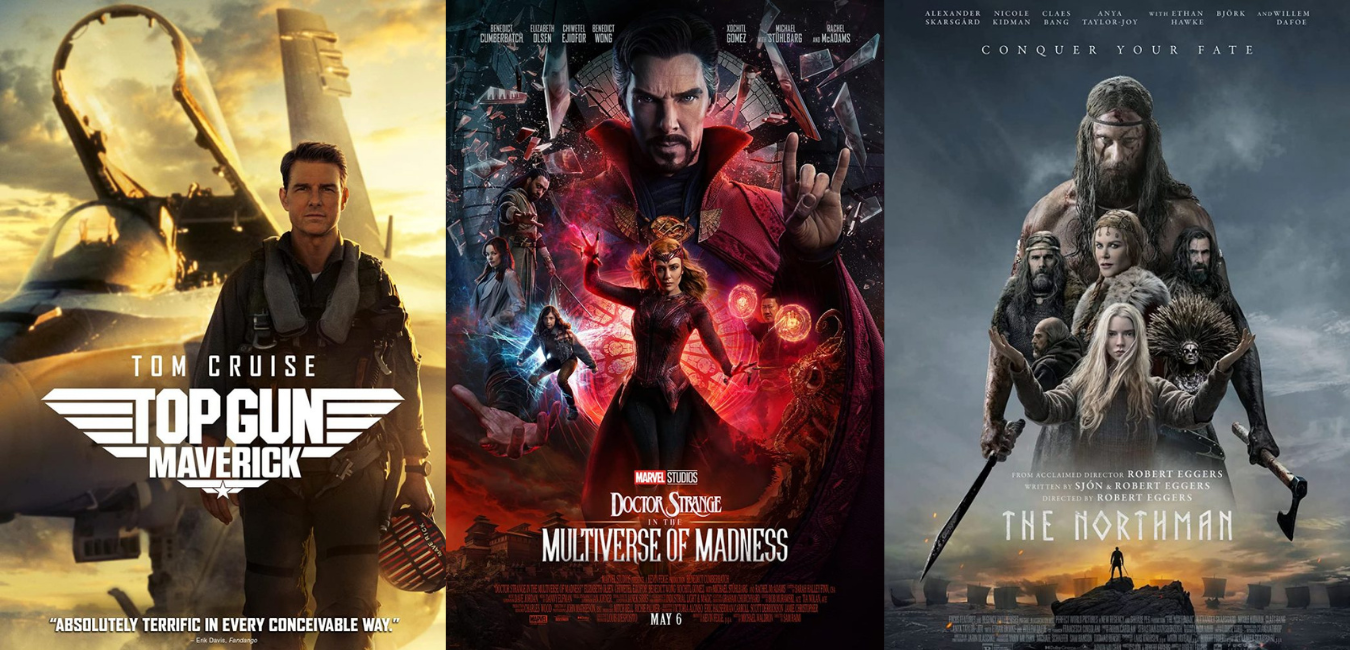 TOM CRUISE
TOP GUN
MAVERICK
"ABSOLUTELY TERRIFIC IN EVERY CONCEIVABLE WAY."
– Erik Davis, Fandango
BENEDICT CUMBERBATCH ELIZABETH OLSEN CHIWETEL EJIOFOR BENEDICT WONG XOCHITL GOMEZ WITH MICHAEL STÜHLBARG AND RACHEL McADAMS
MARVEL STUDIOS
DOCTOR STRANGE
IN THE
MULTIVERSE OF MADNESS
MAY 6
ALEXANDER SKARSGÅRD NICOLE KIDMAN CLAES BANG ANYA TAYLOR-JOY WITH ETHAN HAWKE BJÖRK AND WILLEM DAFOE
CONQUER YOUR FATE
FROM ACCLAIMED DIRECTOR ROBERT EGGERS
WRITTEN BY SJÓN & ROBERT EGGERS
DIRECTED BY ROBERT EGGERS
THE NORTHMAN